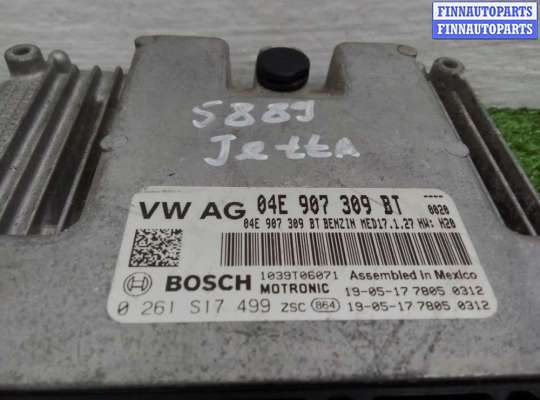 FINNAUTOPARTS
FINNAUTOPARTS
FINNAUTOPARTS
S889
Jetta
VW AG 04E 907 309 BT ----
04E 907 309 BT BENZIN MED17.1.27 HW: H20 0020
BOSCH 1039T06071 Assembled in Mexico
MOTRONIC 19-05-17 7805 0312
0 261 S17 499 ZSC 864 19-05-17 7805 0312